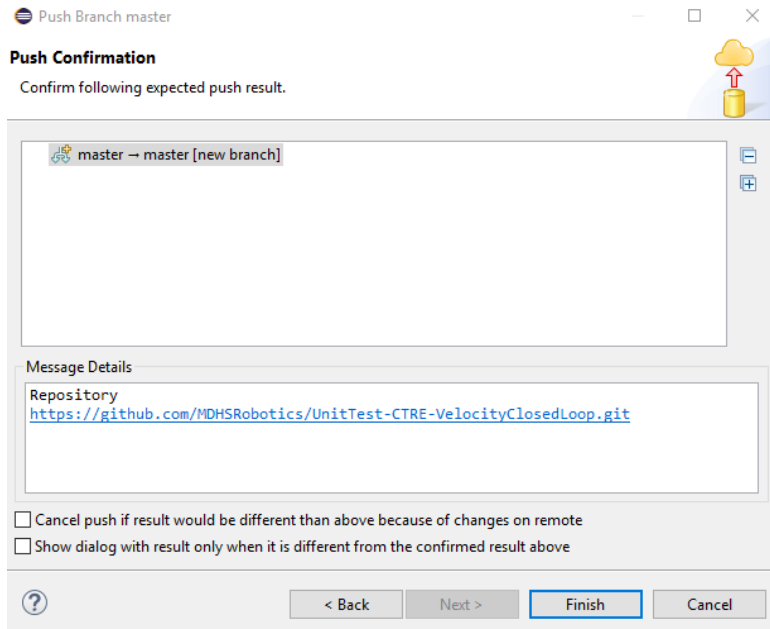 Push Branch master
Push Confirmation
Confirm following expected push result.
master → master [new branch]
Message Details
Repository
https://github.com/MDHSRobotics/UnitTest-CTRE-VelocityClosedLoop.git
Cancel push if result would be different than above because of changes on remote
Show dialog with result only when it is different from the confirmed result above
? < Back Next > Finish Cancel